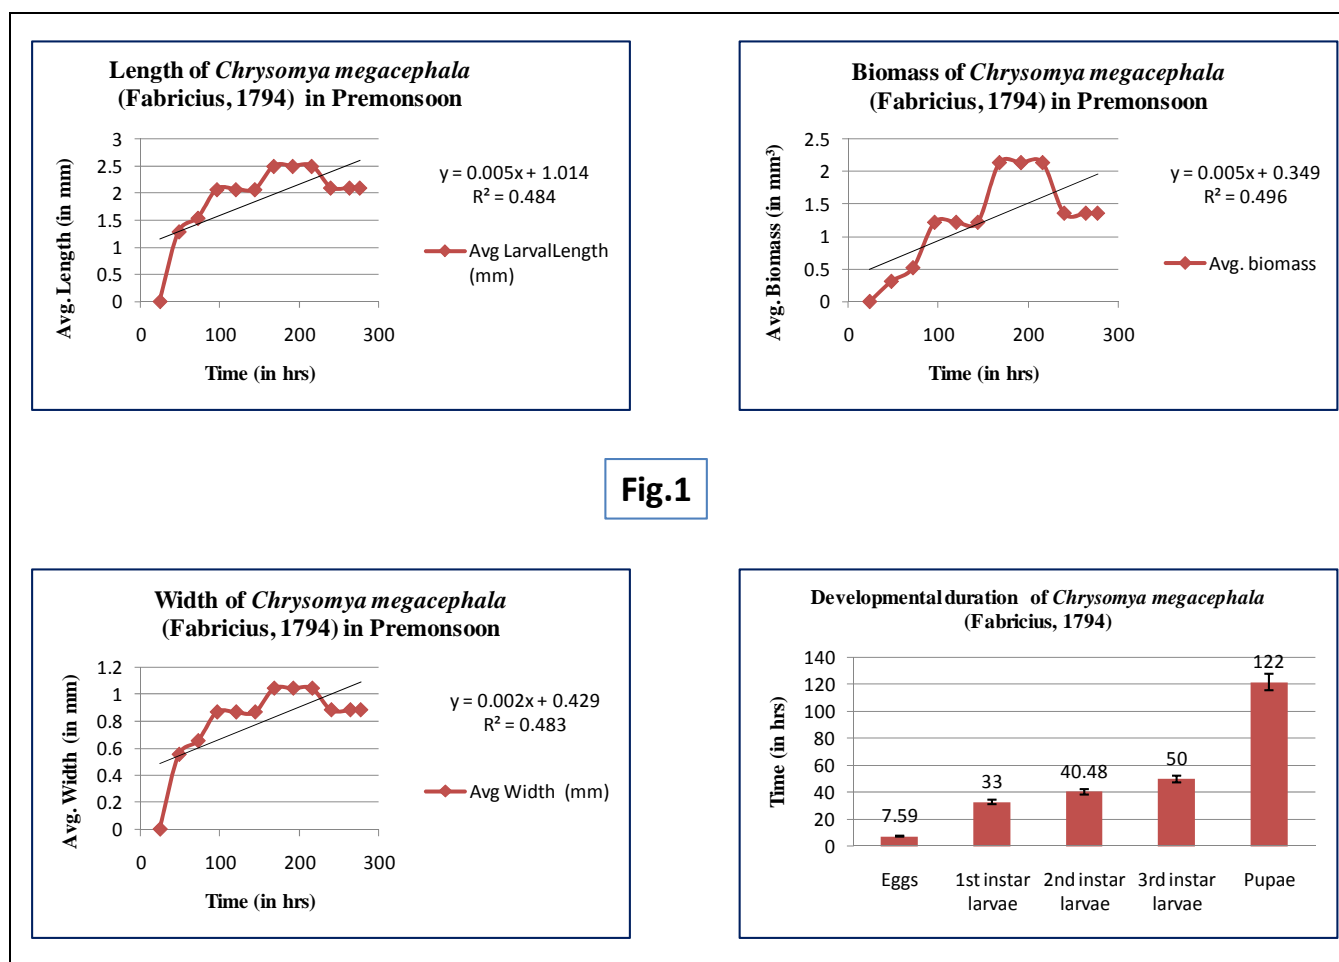 Length of Chrysomya megacephala
(Fabricius, 1794) in Premonsoon
3
2.5
2
1.5
1
0.5
0
Avg. Length (in mm)
0 100 200 300
Time (in hrs)
y = 0.005x + 1.014
R² = 0.484
Avg LarvalLength
(mm)
Biomass of Chrysomya megacephala
(Fabricius, 1794) in Premonsoon
2.5
2
1.5
1
0.5
0
Avg. Biomass (in mm³)
0 100 200 300
Time (in hrs)
y = 0.005x + 0.349
R² = 0.496
Avg. biomass
Fig.1
Width of Chrysomya megacephala
(Fabricius, 1794) in Premonsoon
1.2
1
0.8
0.6
0.4
0.2
0
Avg. Width (in mm)
0 100 200 300
Time (in hrs)
y = 0.002x + 0.429
R² = 0.483
Avg Width (mm)
Developmental duration of Chrysomya megacephala
(Fabricius, 1794)
140
120
100
80
60
40
20
0
Time (in hrs)
7.59
33
40.48
50
122
Eggs 1st instar 2nd instar 3rd instar Pupae
larvae larvae larvae